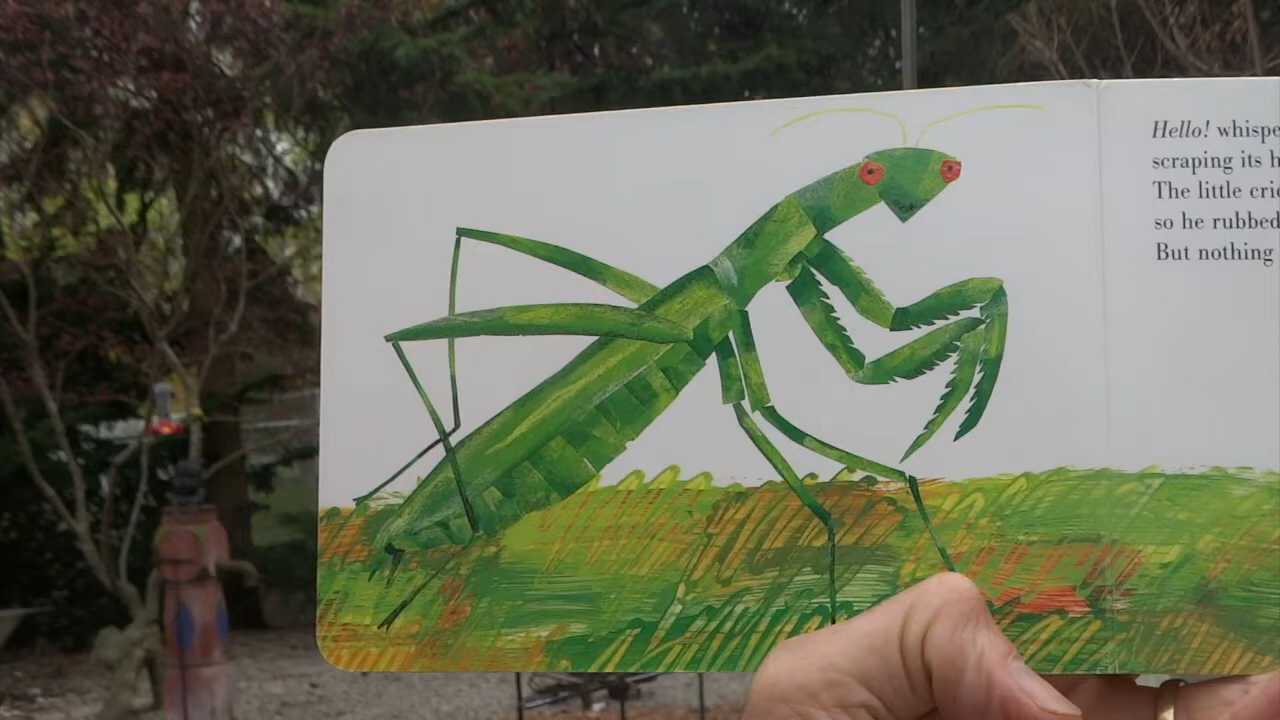 Hello! whispe
scraping its h
The little cric
so he rubbed
But nothing